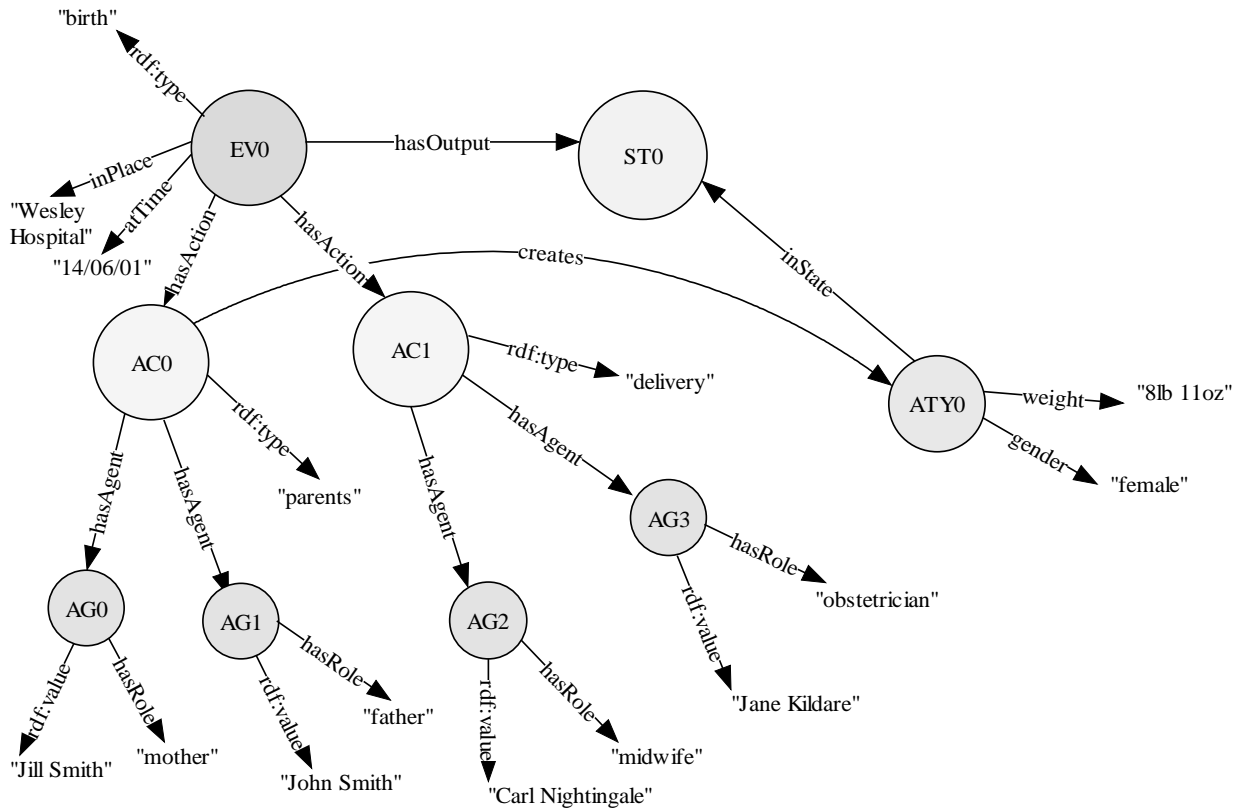 "birth"
rdf:type
EV0
hasOutput
ST0
inPlace
"Wesley
Hospital"
atTime
"14/06/01"
hasAction
hasAction
creates
inState
AC0
AC1
rdf:type
"delivery"
ATY0
weight
"8lb 11oz"
gender
"female"
rdf:type
"parents"
hasAgent
hasAgent
hasAgent
hasAgent
AG3
hasRole
"obstetrician"
rdf:value
"Jane Kildare"
AG0
AG1
AG2
rdf:value
hasRole
"Jill Smith"
"mother"
hasRole
"father"
rdf:value
"John Smith"
rdf:value
hasRole
"midwife"
"Carl Nightingale"